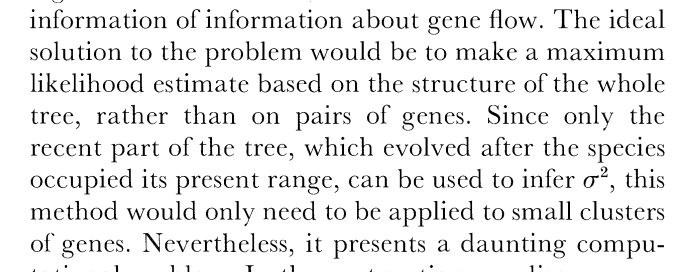 information of information about gene flow. The ideal
solution to the problem would be to make a maximum
likelihood estimate based on the structure of the whole
tree, rather than on pairs of genes. Since only the
recent part of the tree, which evolved after the species
occupied its present range, can be used to infer σ², this
method would only need to be applied to small clusters
of genes. Nevertheless, it presents a daunting compu-